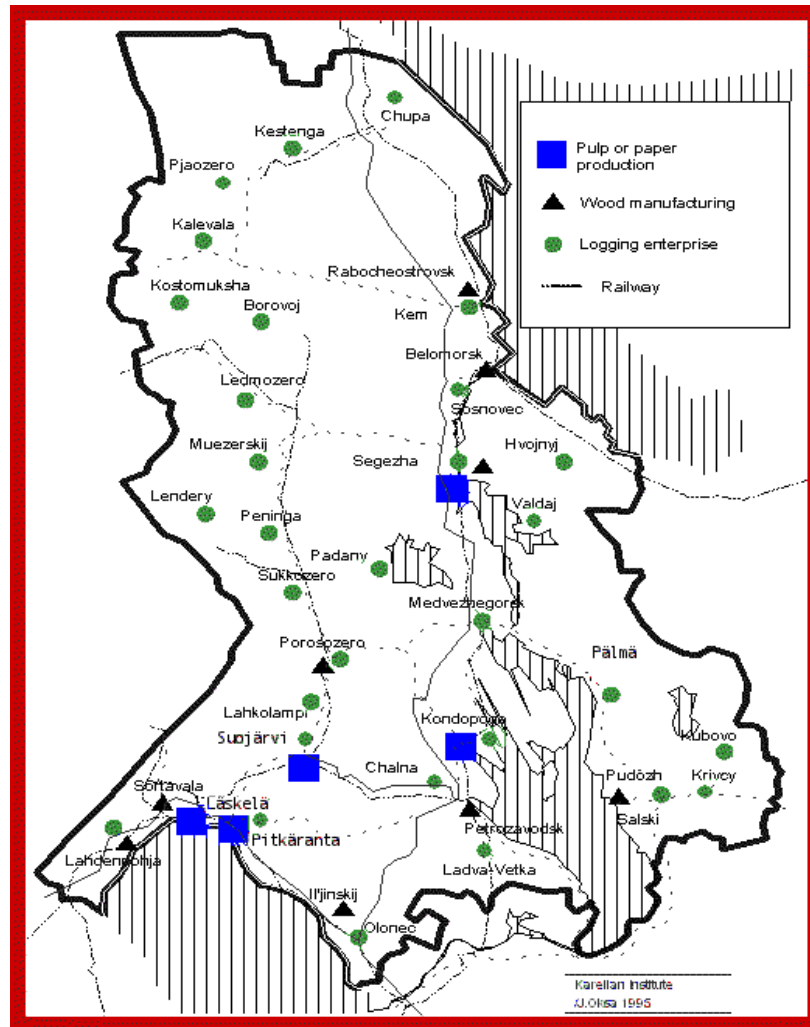 Chupa
Kestenga
Pjaozero
Kalevala
Kostomuksha
Borovoj
Rabocheostrovsk
Kem
Belomorsk
Ledmozero
Sosnovec
Muezerskij
Segezha
Hvojnyj
Lendery
Peninga
Valdaj
Padany
Sukkozero
Medvezhegorsk
Porosozero
Pälmä
Lahkolampi
Suojärvi
Kondopoga
Kubovo
Chalna
Sortavala
Läskelä
Pudozh
Krivcy
Pitkäranta
Petrozavodsk
Salski
Lahdenpohja
Ladva-Vetka
Il'jinskij
Olonec
Pulp or paper
production
Wood manufacturing
Logging enterprise
Railway
Karelian Institute
/J.Oksa 1995